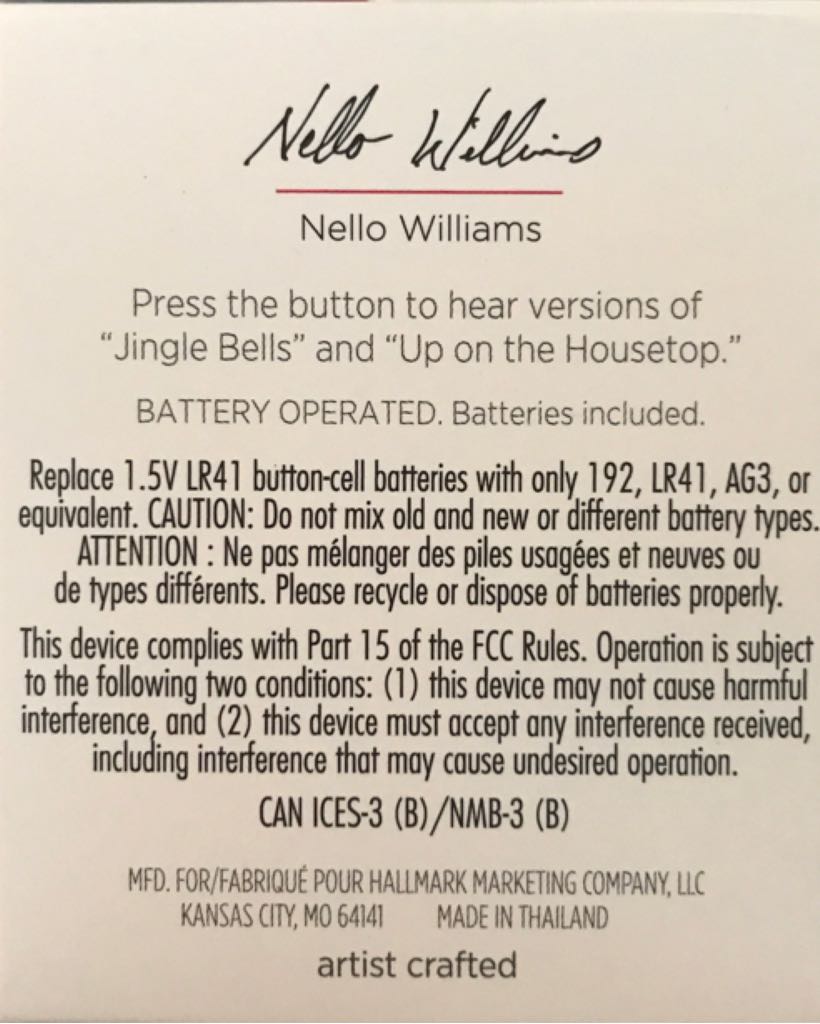 Nello Williams
Nello Williams
Press the button to hear versions of
“Jingle Bells” and “Up on the Housetop.”
BATTERY OPERATED. Batteries included.
Replace 1.5V LR41 button-cell batteries with only 192, LR41, AG3, or
equivalent. CAUTION: Do not mix old and new or different battery types.
ATTENTION : Ne pas mélanger des piles usagées et neuves ou
de types différents. Please recycle or dispose of batteries properly.
This device complies with Part 15 of the FCC Rules. Operation is subject
to the following two conditions: (1) this device may not cause harmful
interference, and (2) this device must accept any interference received,
including interference that may cause undesired operation.
CAN ICES-3 (B)/NMB-3 (B)
MFD. FOR/FABRIQUÉ POUR HALLMARK MARKETING COMPANY, LLC
KANSAS CITY, MO 64141 MADE IN THAILAND
artist crafted